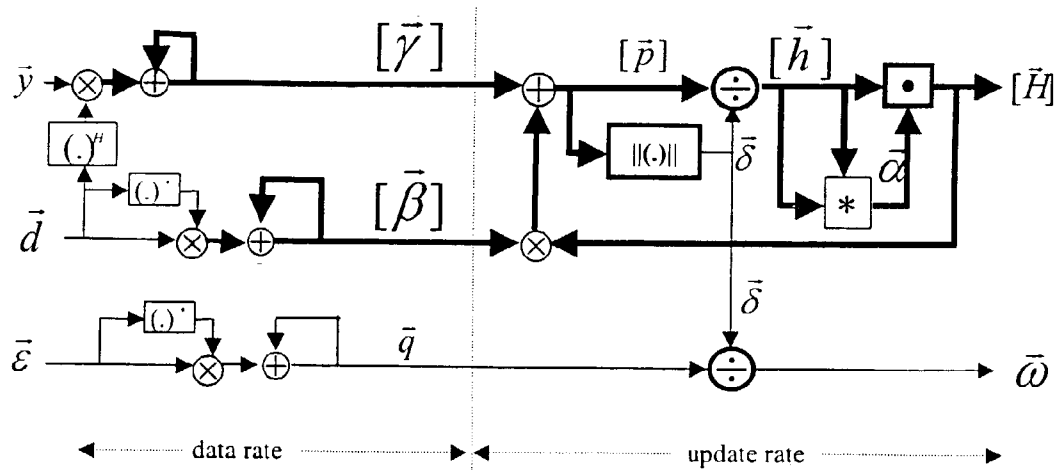 [γ⃗]
[p⃗]
[h⃗]
y⃗
[H⃗]
(.)ᴴ
||(.)||
δ⃗
α⃗
*
(.)*
[β⃗]
d⃗
δ⃗
(.)*
ε⃗
q⃗
ω⃗
data rate
update rate